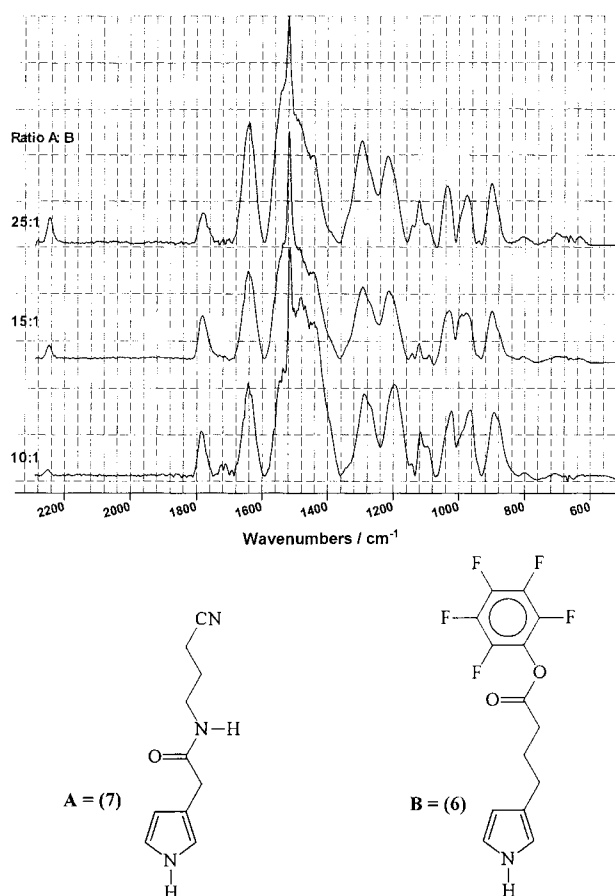 Ratio A: B
25:1
15:1
10:1
2200 2000 1800 1600 1400 1200 1000 800 600
Wavenumbers / cm-1
CN
N-H
O
A = (7)
N
H
F
F F
F F
O
O
B = (6)
N
H